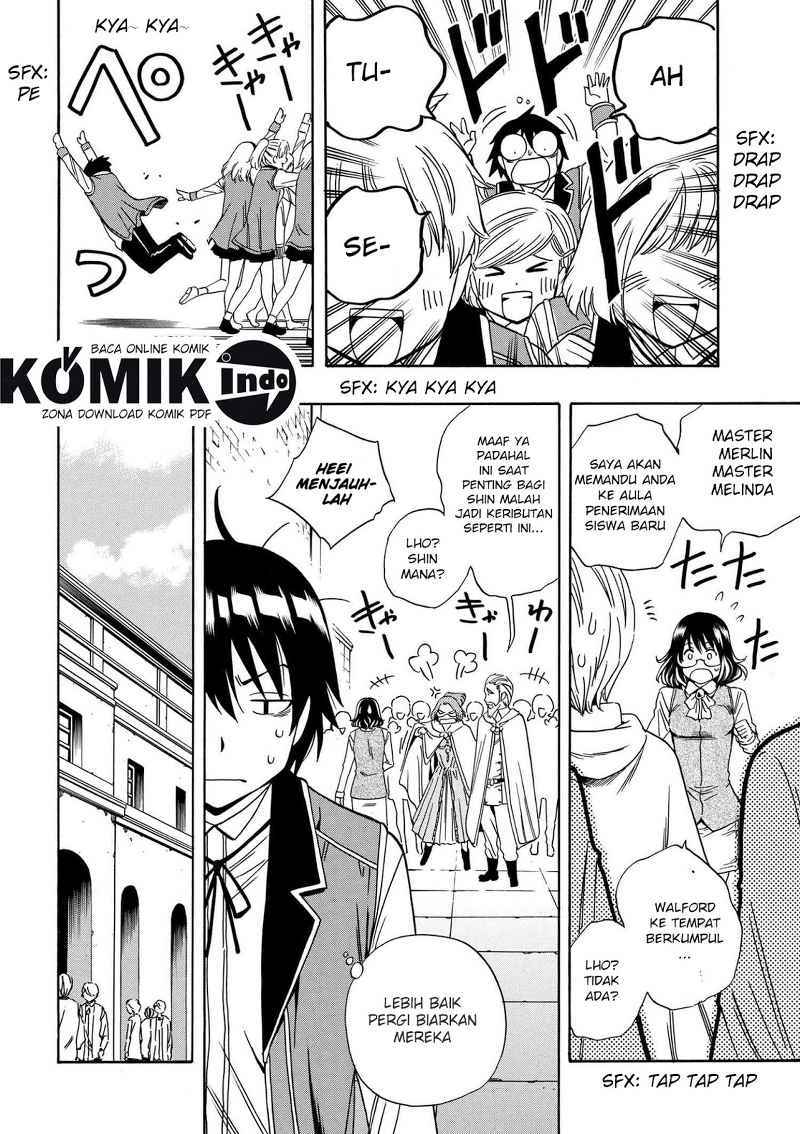 AH
TU-
SE-
ドドド
SFX:
DRAP
DRAP
DRAP
KYA~ KYA~
きゃー
きゃー
SFX:
PE
ペ
っ
BACA ONLINE KOMIK
KOMIK Indo
ZONA DOWNLOAD KOMIK PDF
SFX: KYA KYA KYA
MASTER
MERLIN
MASTER
MELINDA
SAYA AKAN
MEMANDU ANDA
KE AULA
PENERIMAAN
SISWA BARU
たたた
WALFORD
KE TEMPAT
BERKUMPUL
...
LHO?
TIDAK
ADA?
SFX: TAP TAP TAP
MAAF YA
PADAHAL
INI SAAT
PENTING BAGI
SHIN MALAH
JADI KERIBUTAN
SEPERTI INI...
LHO?
SHIN
MANA?
HEEI
MENJAUH-
LAH
わー
きゃー
きゃー
LEBIH BAIK
PERGI BIARKAN
MEREKA